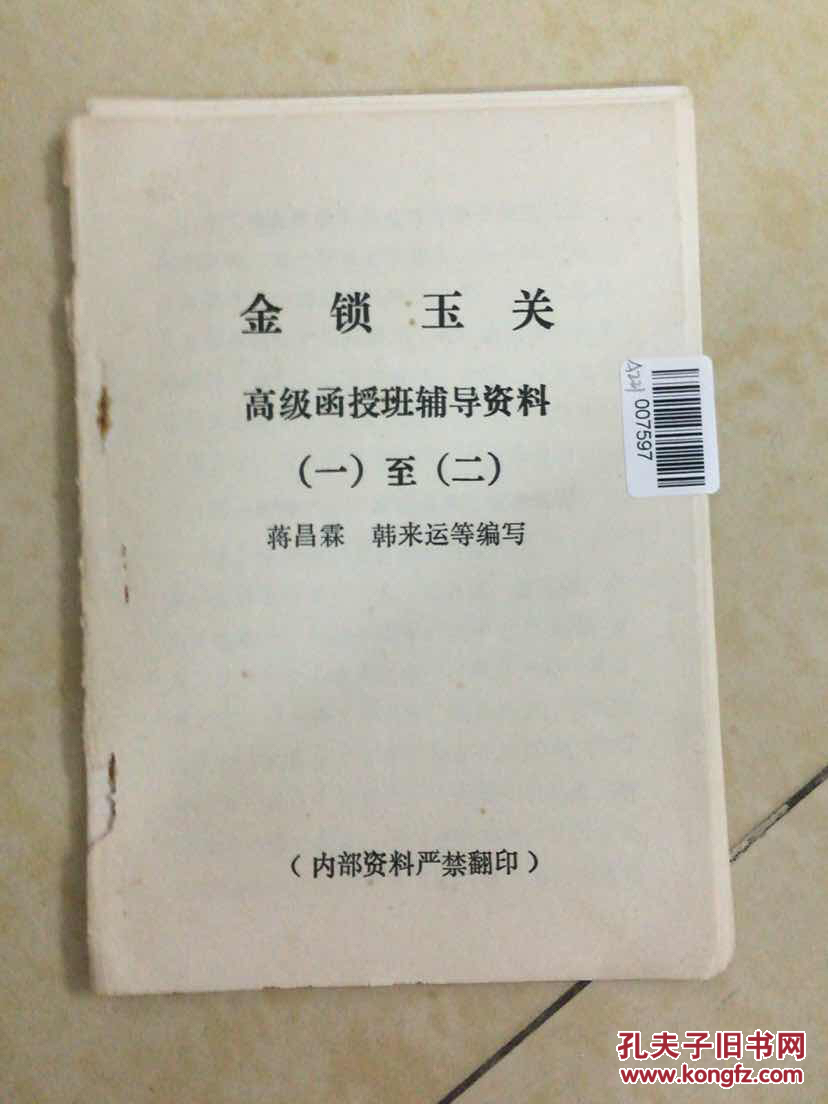 金锁玉关
高级函授班辅导资料
（一）至（二）
蒋昌霖 韩来运等编写
（内部资料严禁翻印）
007597
孔夫子旧书网
www.kongfz.com